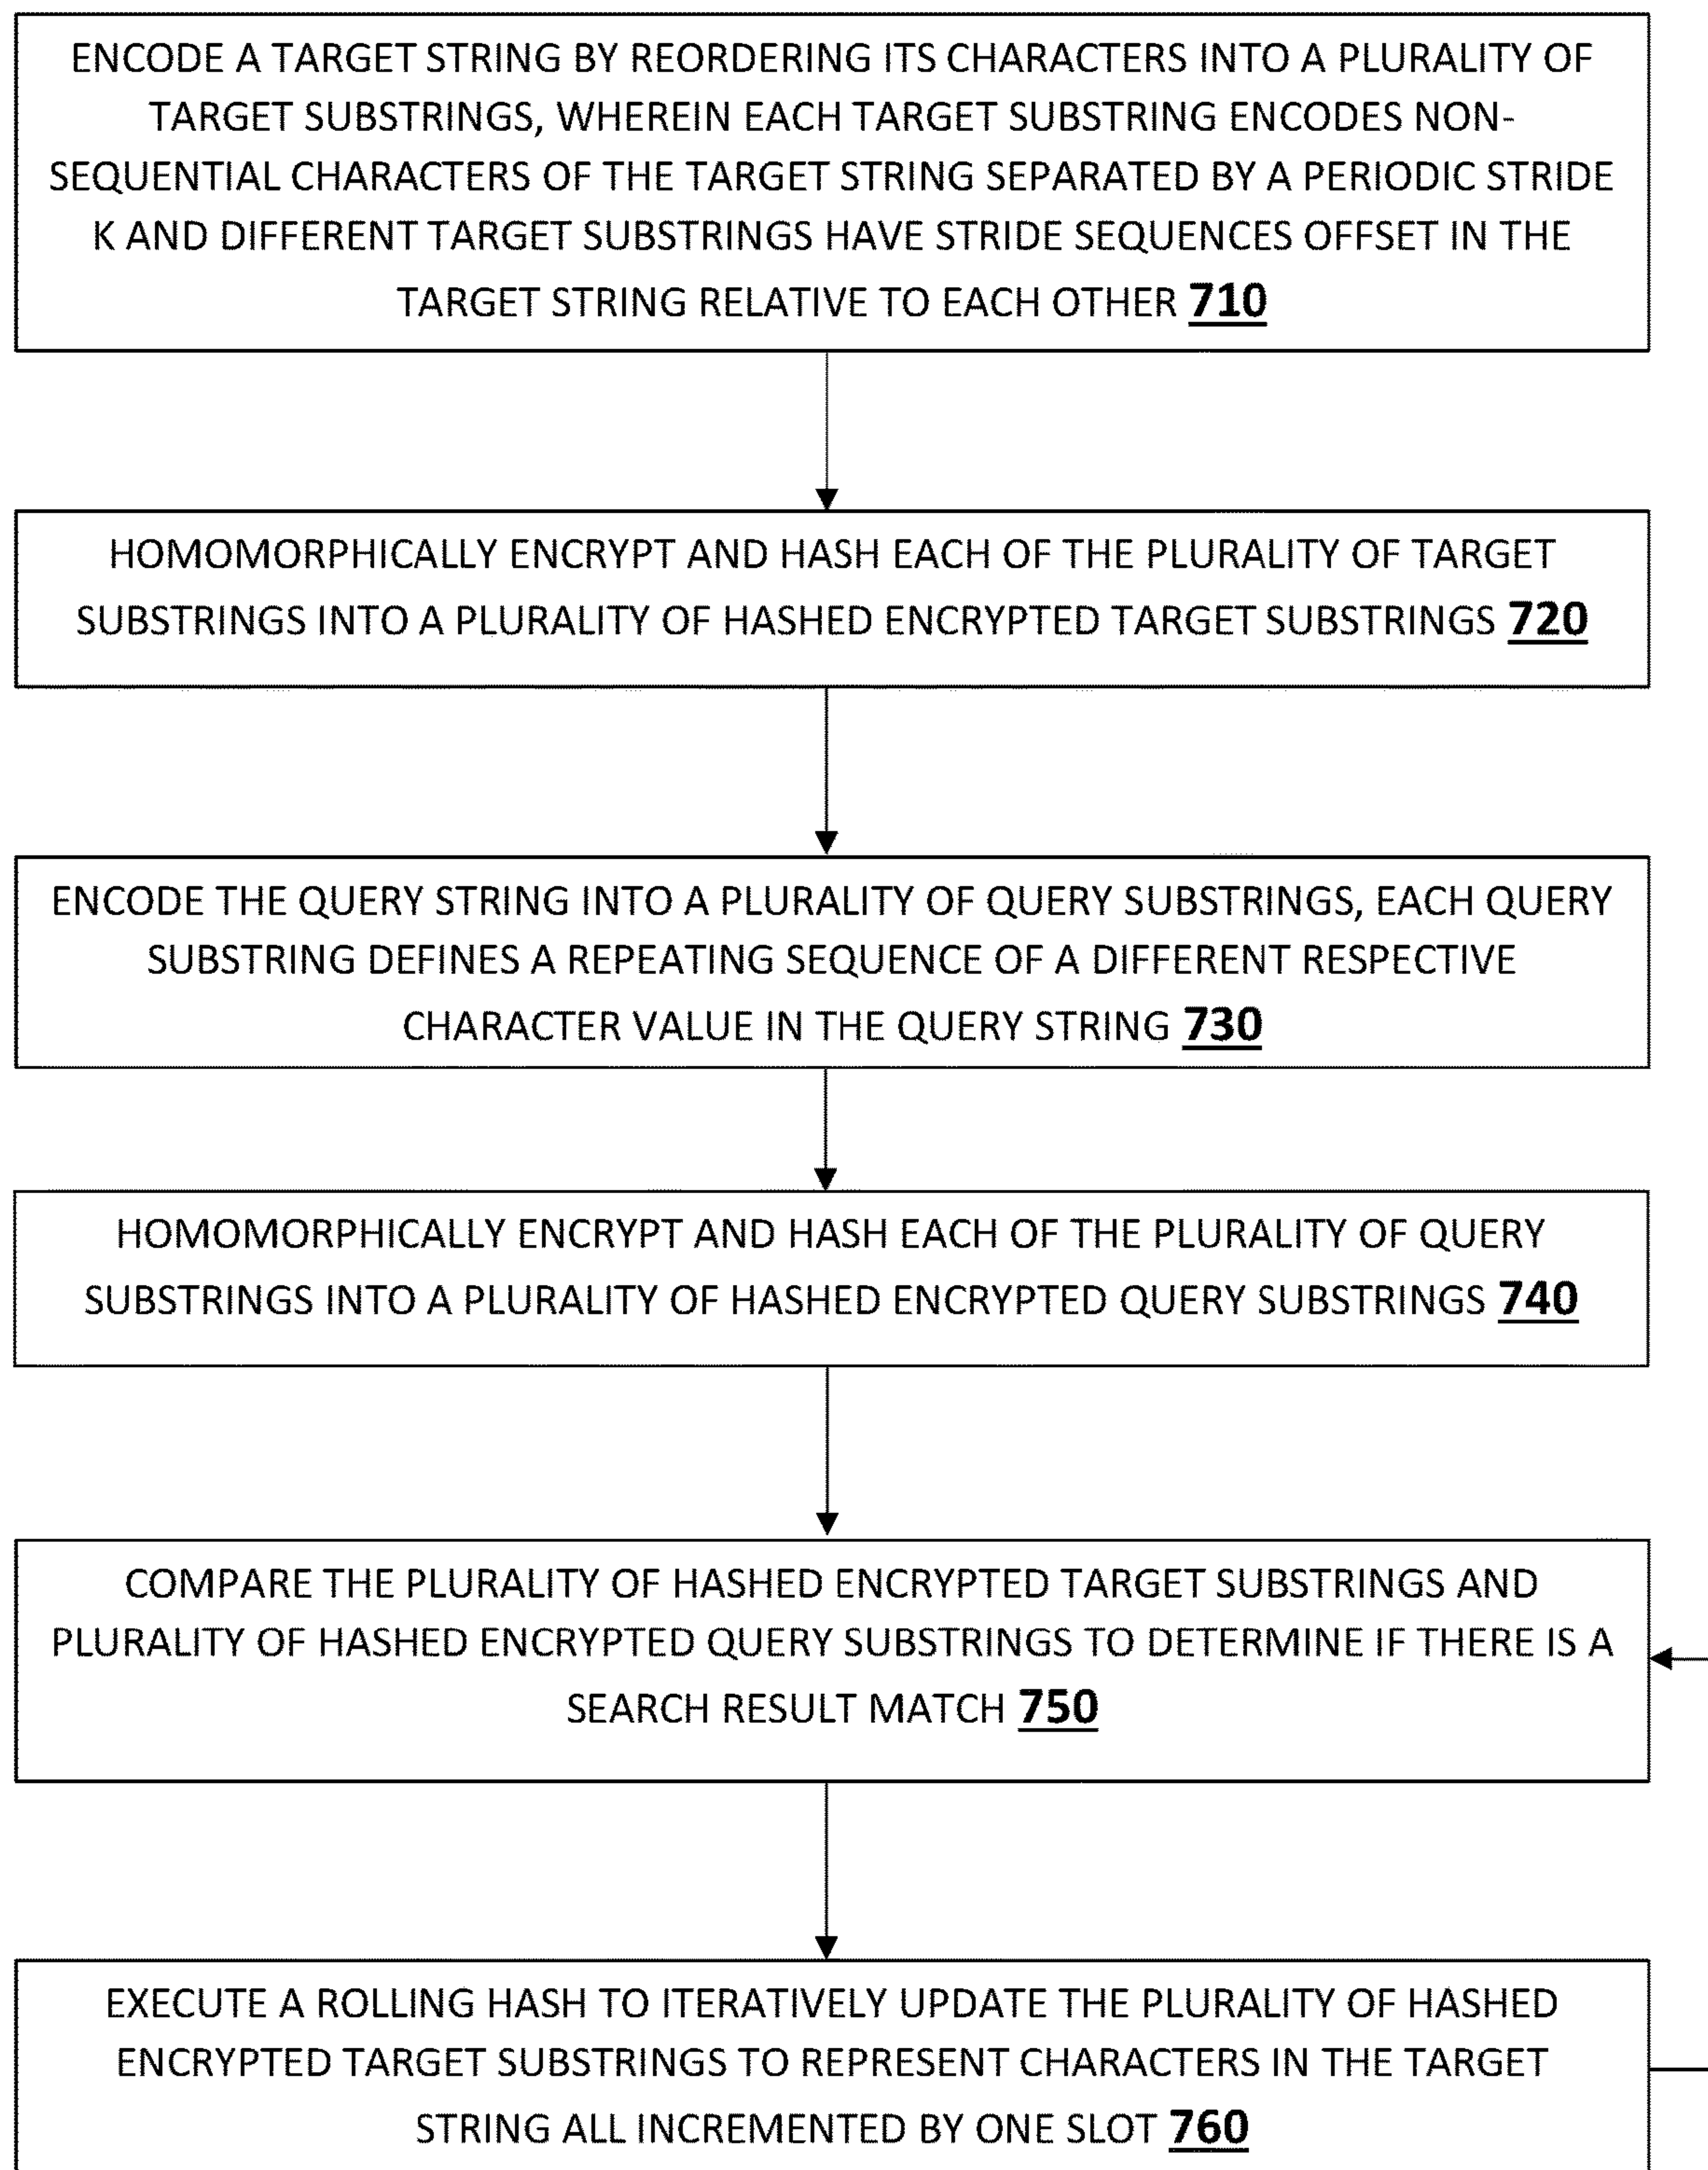 ENCODE A TARGET STRING BY REORDERING ITS CHARACTERS INTO A PLURALITY OF
TARGET SUBSTRINGS, WHEREIN EACH TARGET SUBSTRING ENCODES NON-
SEQUENTIAL CHARACTERS OF THE TARGET STRING SEPARATED BY A PERIODIC STRIDE
K AND DIFFERENT TARGET SUBSTRINGS HAVE STRIDE SEQUENCES OFFSET IN THE
TARGET STRING RELATIVE TO EACH OTHER 710
HOMOMORPHICALLY ENCRYPT AND HASH EACH OF THE PLURALITY OF TARGET
SUBSTRINGS INTO A PLURALITY OF HASHED ENCRYPTED TARGET SUBSTRINGS 720
ENCODE THE QUERY STRING INTO A PLURALITY OF QUERY SUBSTRINGS, EACH QUERY
SUBSTRING DEFINES A REPEATING SEQUENCE OF A DIFFERENT RESPECTIVE
CHARACTER VALUE IN THE QUERY STRING 730
HOMOMORPHICALLY ENCRYPT AND HASH EACH OF THE PLURALITY OF QUERY
SUBSTRINGS INTO A PLURALITY OF HASHED ENCRYPTED QUERY SUBSTRINGS 740
COMPARE THE PLURALITY OF HASHED ENCRYPTED TARGET SUBSTRINGS AND
PLURALITY OF HASHED ENCRYPTED QUERY SUBSTRINGS TO DETERMINE IF THERE IS A
SEARCH RESULT MATCH 750
EXECUTE A ROLLING HASH TO ITERATIVELY UPDATE THE PLURALITY OF HASHED
ENCRYPTED TARGET SUBSTRINGS TO REPRESENT CHARACTERS IN THE TARGET
STRING ALL INCREMENTED BY ONE SLOT 760